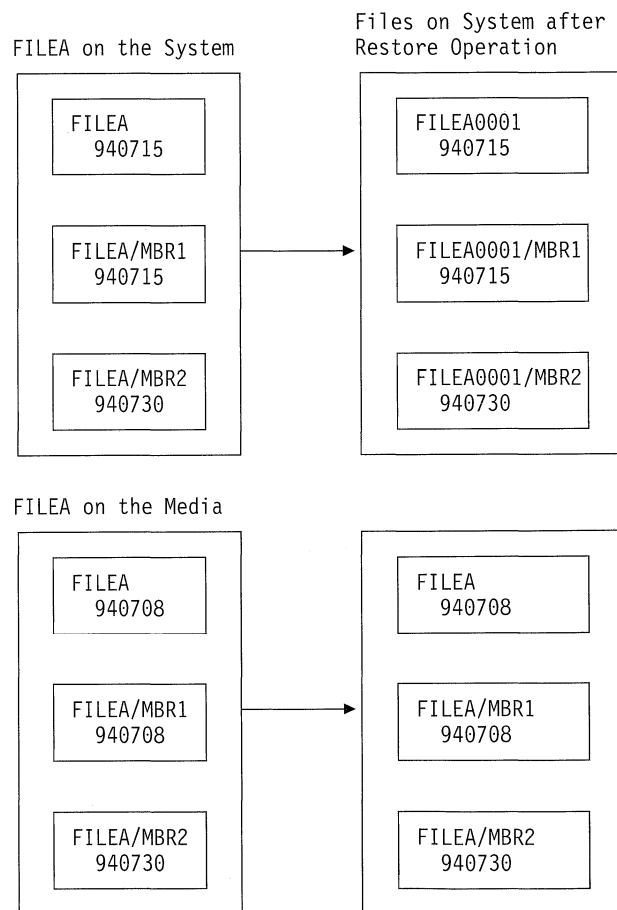 FILEA on the System
FILEA
940715
FILEA/MBR1
940715
FILEA/MBR2
940730
Files on System after
Restore Operation
FILEA0001
940715
FILEA0001/MBR1
940715
FILEA0001/MBR2
940730
FILEA on the Media
FILEA
940708
FILEA/MBR1
940708
FILEA/MBR2
940730
FILEA
940708
FILEA/MBR1
940708
FILEA/MBR2
940730